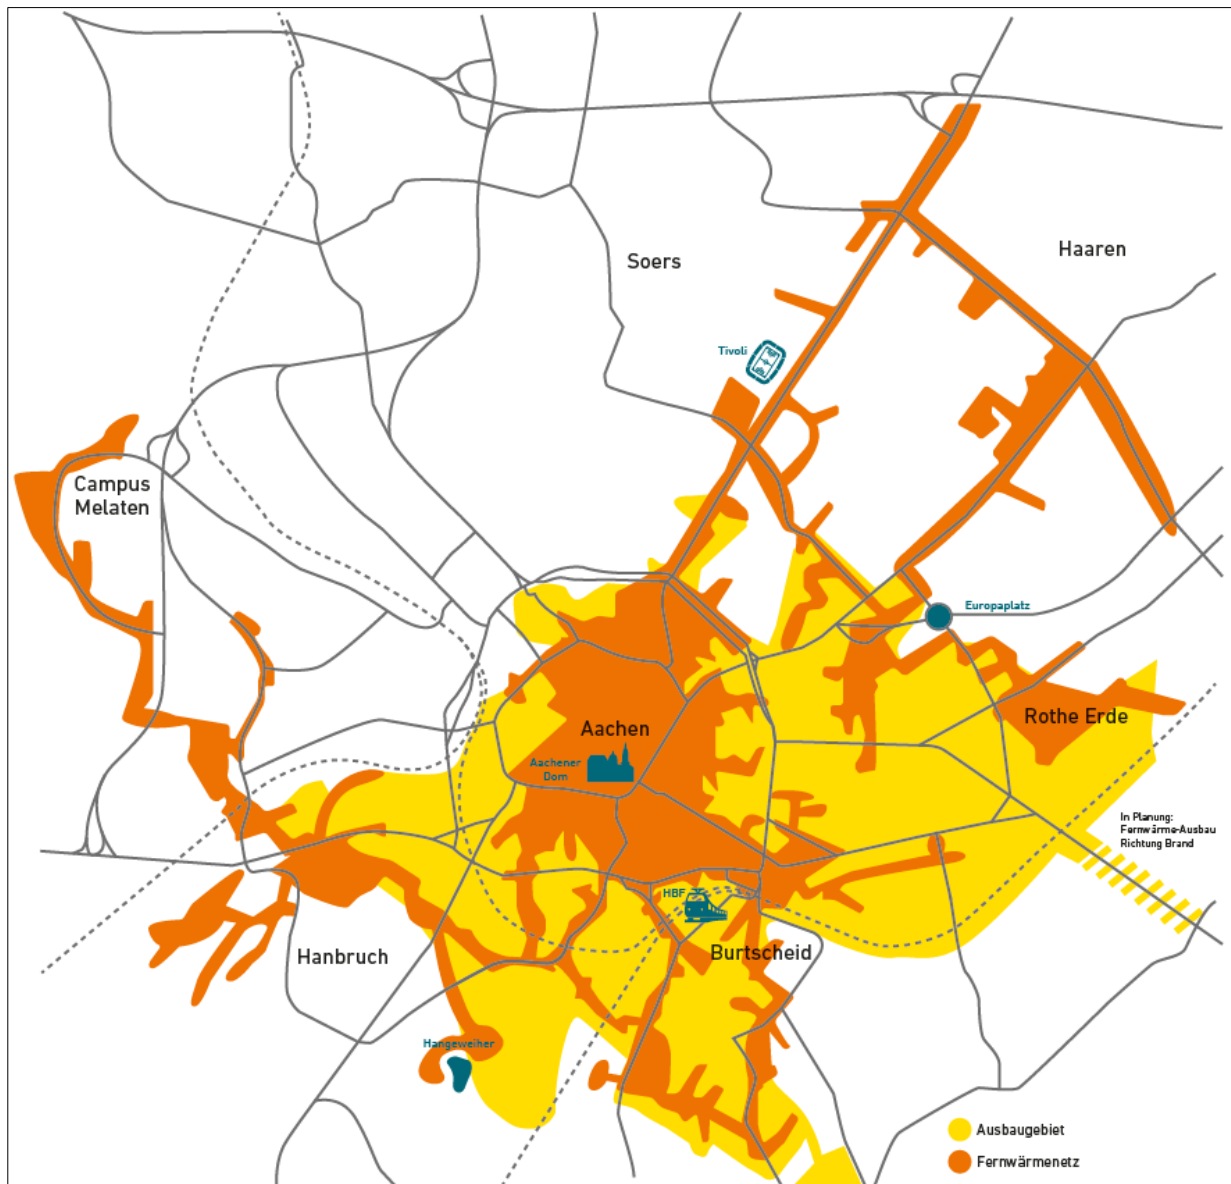 Soers
Haaren
Tivoli
Campus
Melaten
Europaplatz
Aachen
Rothe Erde
Aachener
Dom
In Planung:
Fernwärme-Ausbau
Richtung Brand
HBF
Hanbruch
Burtscheid
Hangeweiher
Ausbaugebiet
Fernwärmenetz